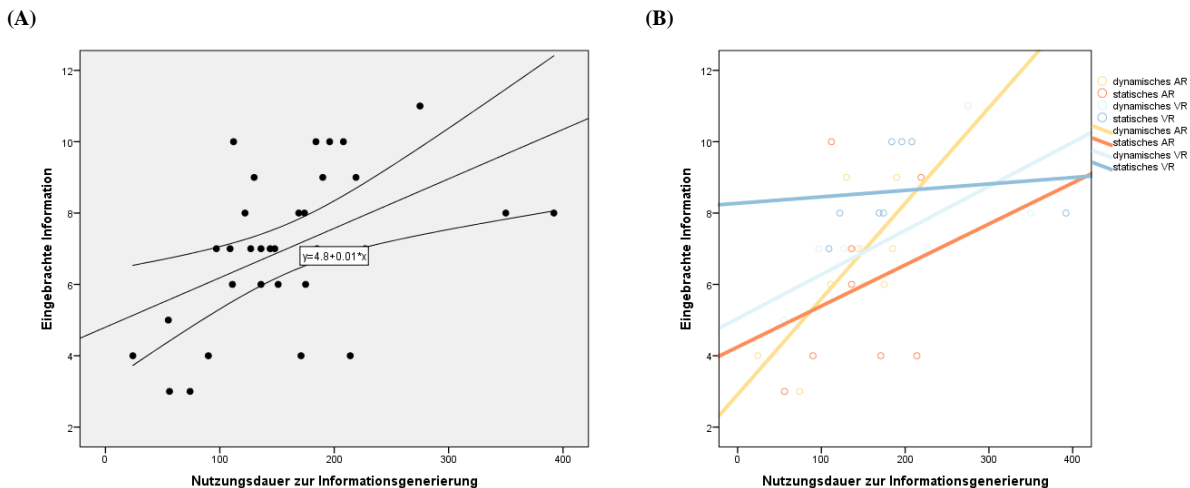 (A)
(B)
12
10
8
6
4
2
Eingebrachte Information
y=4.8+0.01*x
0
100
200
300
400
Nutzungsdauer zur Informationsgenerierung
12
10
8
6
4
2
Eingebrachte Information
0
100
200
300
400
Nutzungsdauer zur Informationsgenerierung
dynamisches AR
statisches AR
dynamisches VR
statisches VR
dynamisches AR
statisches AR
dynamisches VR
statisches VR